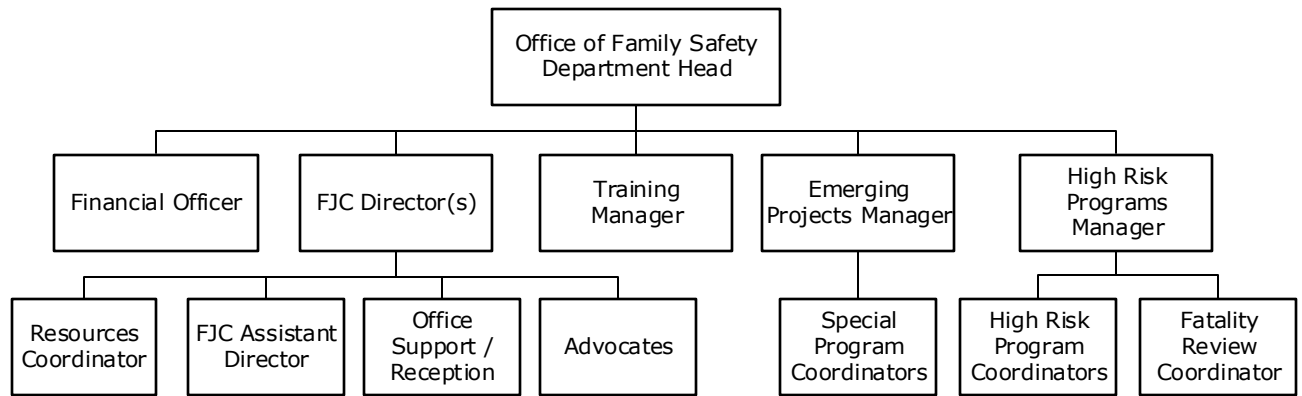 Office of Family Safety
Department Head
Financial Officer
FJC Director(s)
Training
Manager
Emerging
Projects Manager
High Risk
Programs
Manager
Resources
Coordinator
FJC Assistant
Director
Office
Support /
Reception
Advocates
Special
Program
Coordinators
High Risk
Program
Coordinators
Fatality
Review
Coordinator